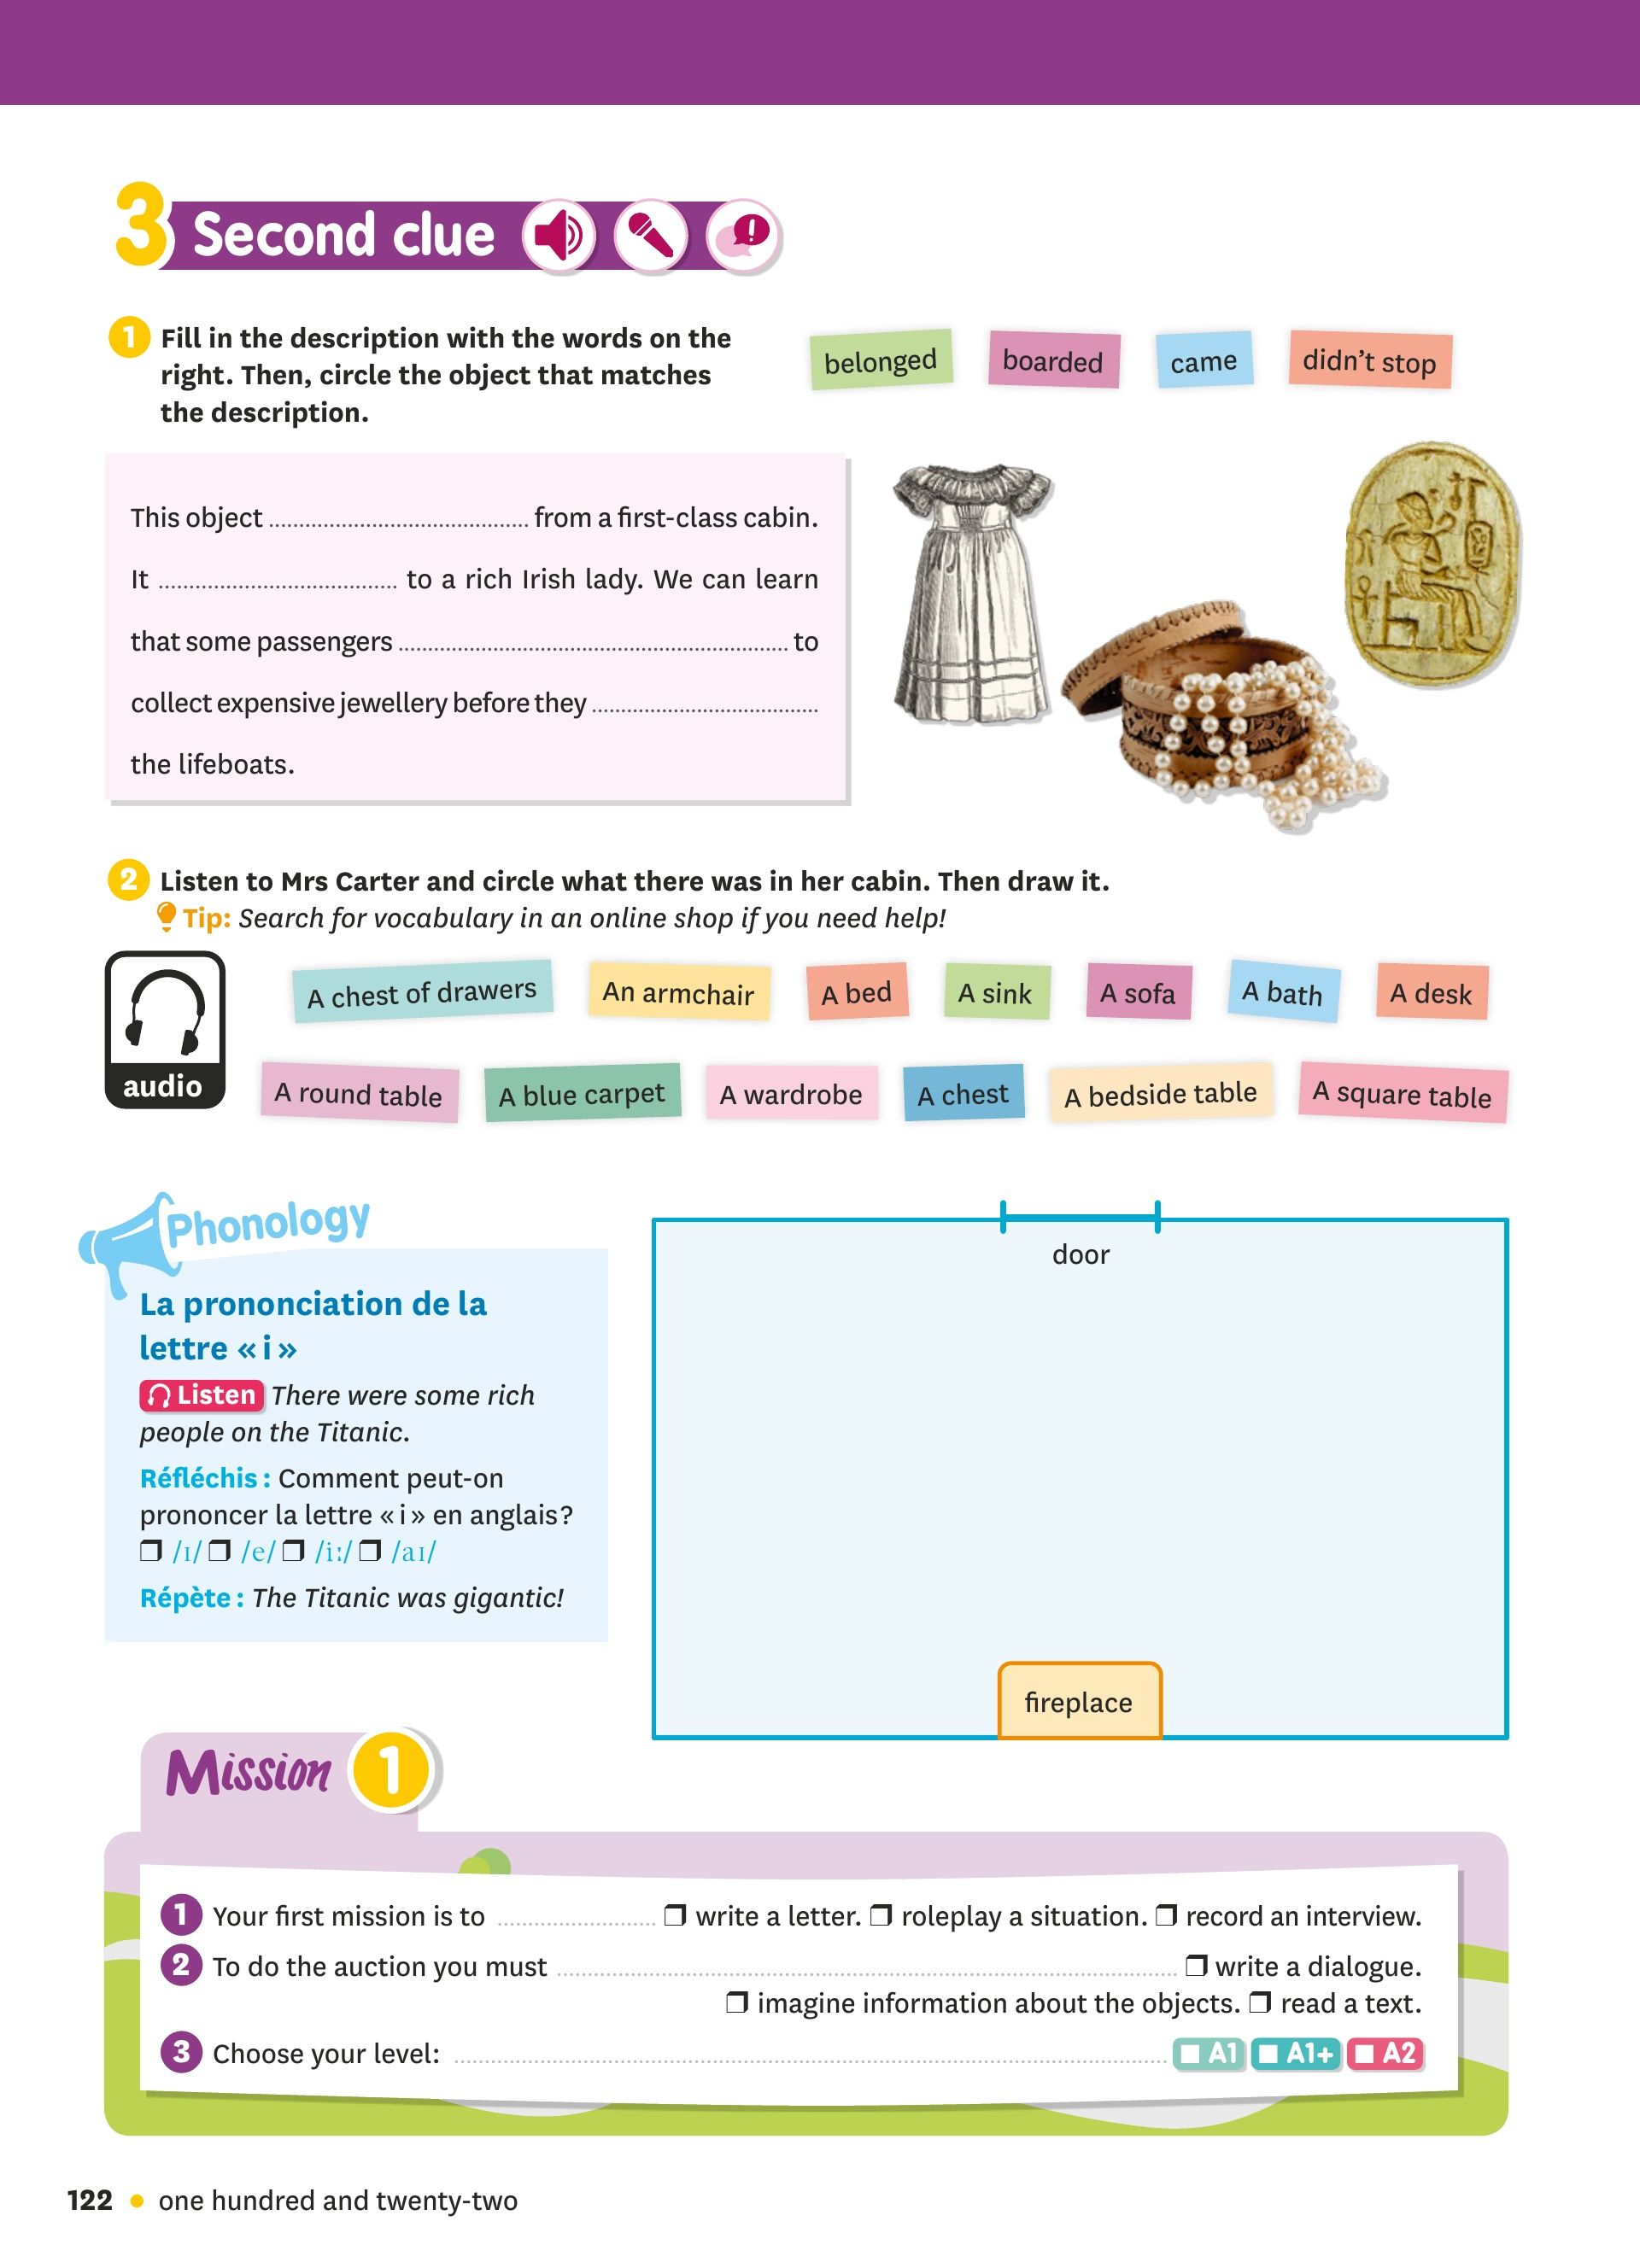 3 Second clue
1 Fill in the description with the words on the
right. Then, circle the object that matches
the description.
belonged boarded came didn't stop
This object ........................................ from a first-class cabin.
It ..................................... to a rich Irish lady. We can learn
that some passengers ............................................................ to
collect expensive jewellery before they ...................................
the lifeboats.
2 Listen to Mrs Carter and circle what there was in her cabin. Then draw it.
Tip: Search for vocabulary in an online shop if you need help!
audio
A chest of drawers An armchair A bed A sink A sofa A bath A desk
A round table A blue carpet A wardrobe A chest A bedside table A square table
Phonology
La prononciation de la
lettre « i »
Listen There were some rich
people on the Titanic.
Réfléchis : Comment peut-on
prononcer la lettre « i » en anglais ?
❒ /ɪ/ ❒ /e/ ❒ /iː/ ❒ /aɪ/
Répète : The Titanic was gigantic!
door
fireplace
Mission 1
1 Your first mission is to ........................ ❒ write a letter. ❒ roleplay a situation. ❒ record an interview.
2 To do the auction you must ................................................................................................ ❒ write a dialogue.
❒ imagine information about the objects. ❒ read a text.
3 Choose your level: .............................................................................................................. A1 A1+ A2
122 • one hundred and twenty-two